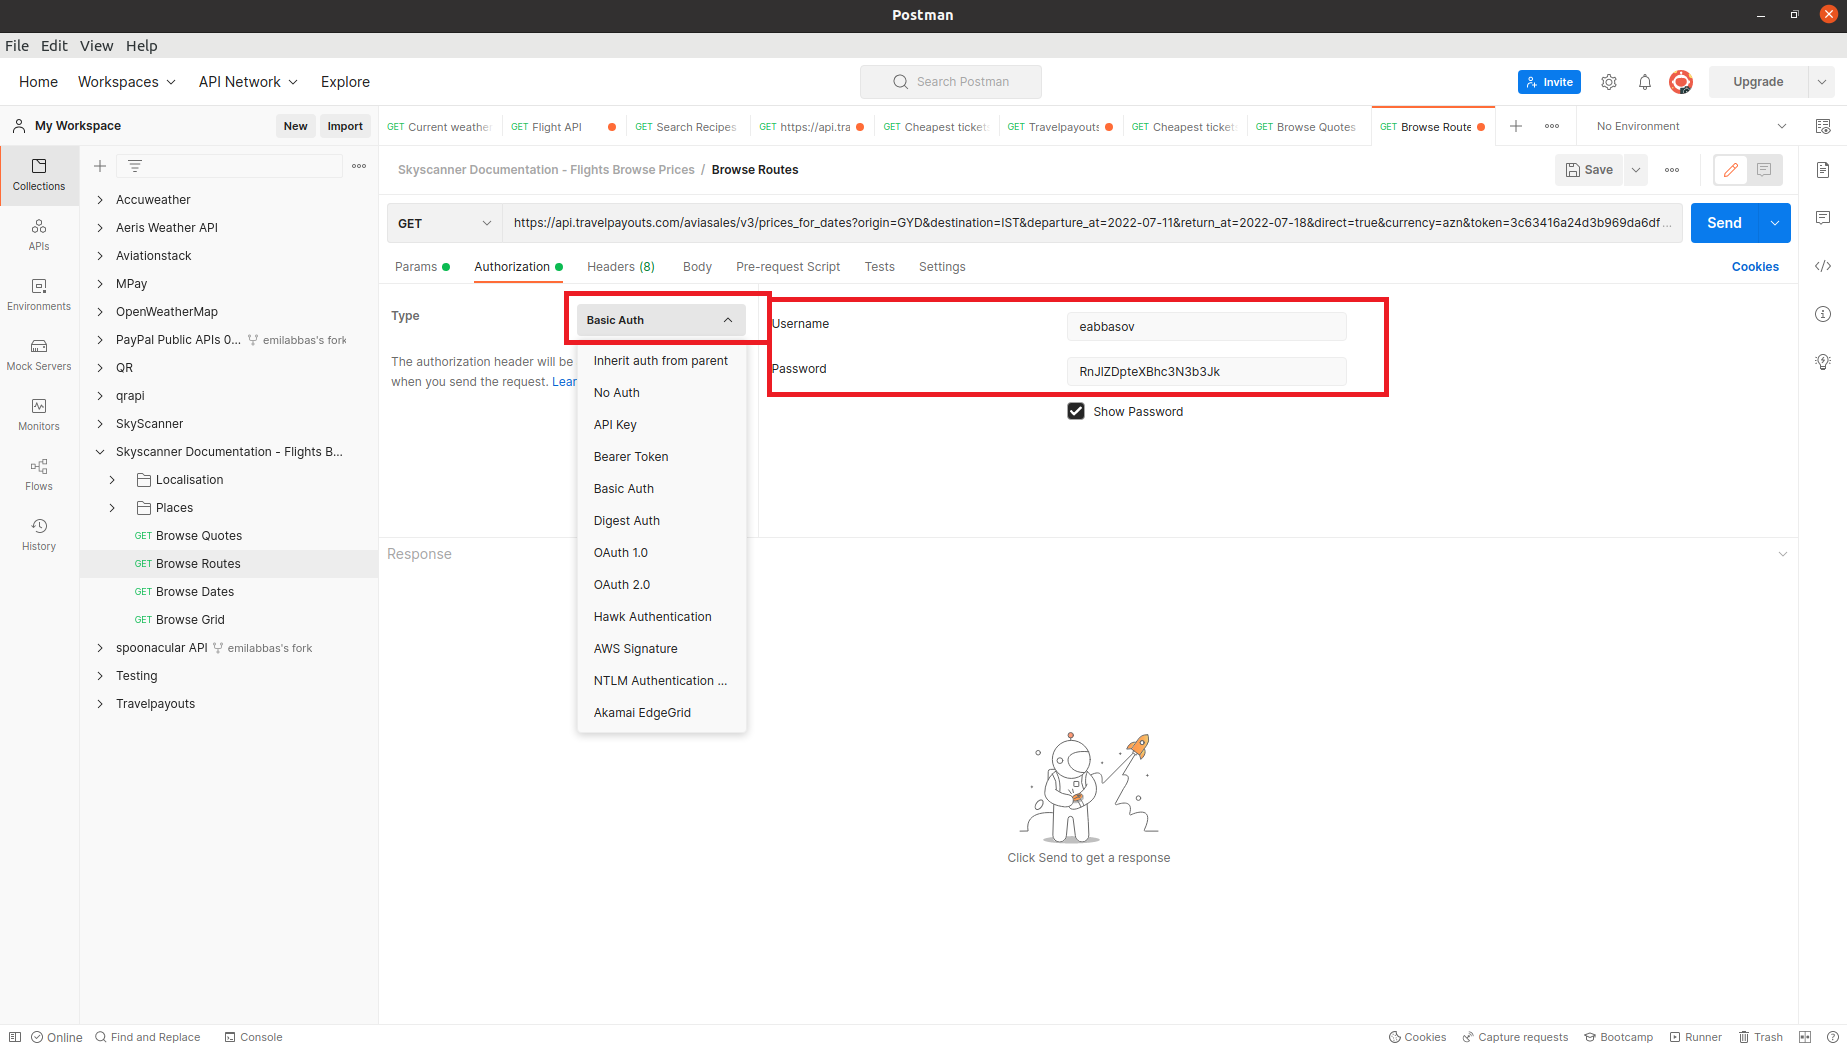 Postman
File Edit View Help
Home Workspaces API Network Explore
Search Postman
Invite
Upgrade
My Workspace
New Import
GET Current weather
GET Flight API
GET Search Recipes
GET https://api.tra
GET Cheapest ticket
GET Travelpayouts
GET Cheapest ticket
GET Browse Quotes
GET Browse Route
No Environment
Collections
APIs
Environments
Mock Servers
Monitors
Flows
History
Accuweather
Aeris Weather API
Aviationstack
MPay
OpenWeatherMap
PayPal Public APIs 0... emilabbas's fork
QR
qrapi
SkyScanner
Skyscanner Documentation - Flights B...
Localisation
Places
GET Browse Quotes
GET Browse Routes
GET Browse Dates
GET Browse Grid
spoonacular API emilabbas's fork
Testing
Travelpayouts
Skyscanner Documentation - Flights Browse Prices / Browse Routes
Save
GET https://api.travelpayouts.com/aviasales/v3/prices_for_dates?origin=GYD&destination=IST&departure_at=2022-07-11&return_at=2022-07-18&direct=true&currency=azn&token=3c63416a24d3b969da6df...
Send
Params Authorization Headers (8) Body Pre-request Script Tests Settings
Cookies
Type
Basic Auth
The authorization header will be
when you send the request. Lear
Inherit auth from parent
No Auth
API Key
Bearer Token
Basic Auth
Digest Auth
OAuth 1.0
OAuth 2.0
Hawk Authentication
AWS Signature
NTLM Authentication ...
Akamai EdgeGrid
Username eabbasov
Password RnJlZDpteXBhc3N3b3Jk
Show Password
Response
Click Send to get a response
Online Find and Replace Console
Cookies Capture requests Bootcamp Runner Trash